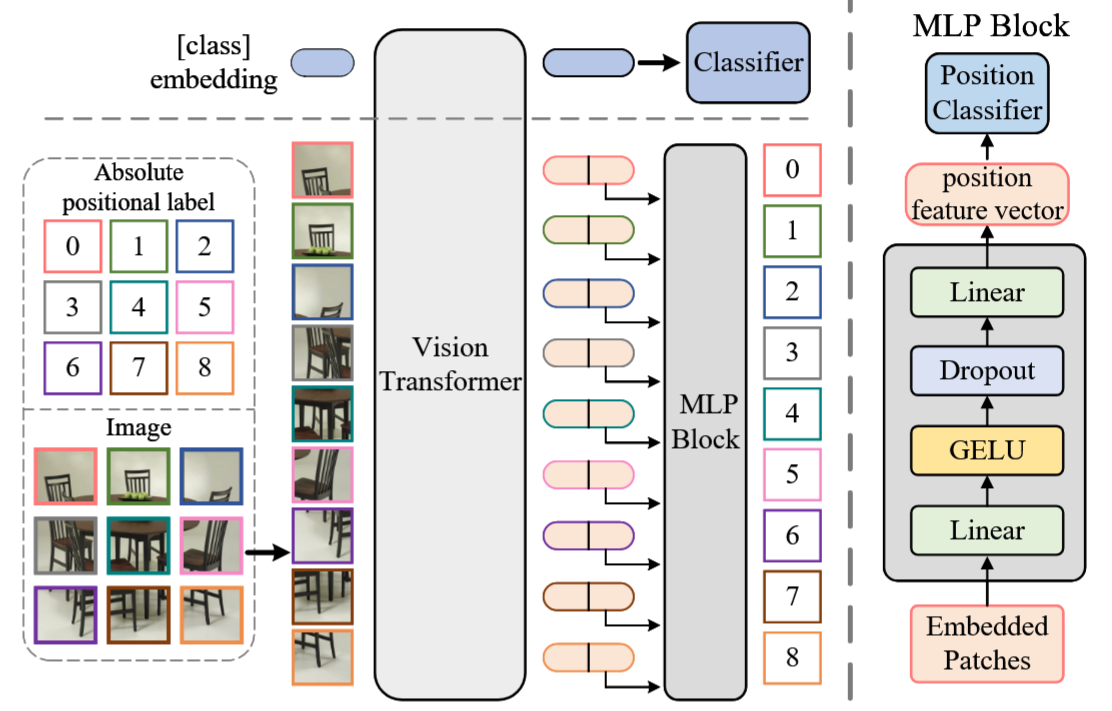 [class]
embedding
Classifier
Absolute
positional label
0 1 2
3 4 5
6 7 8
Image
Vision
Transformer
MLP
Block
0
1
2
3
4
5
6
7
8
MLP Block
Position
Classifier
position
feature vector
Linear
Dropout
GELU
Linear
Embedded
Patches